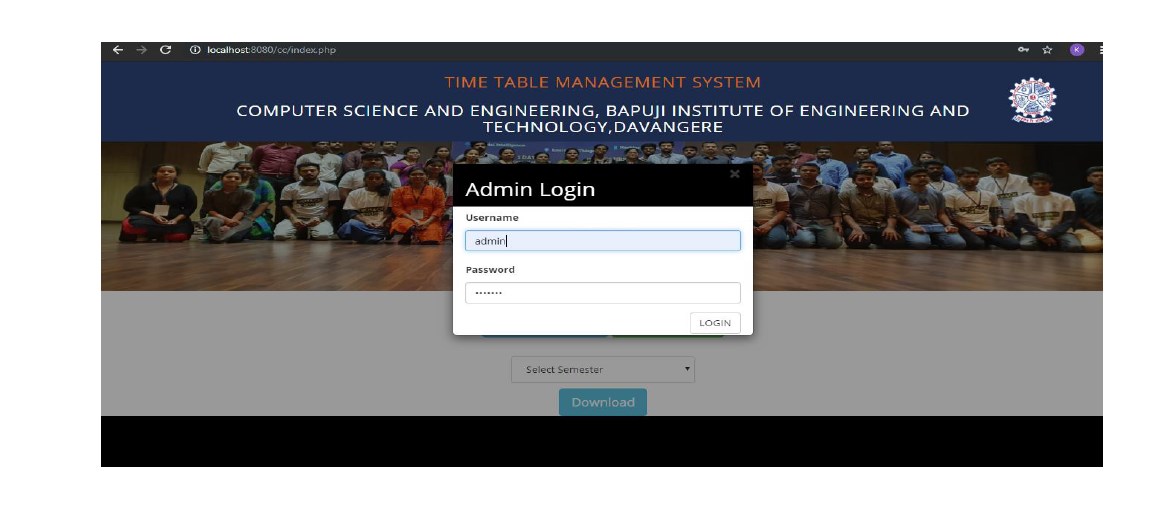 localhost:8080/cc/index.php
K
TIME TABLE MANAGEMENT SYSTEM
COMPUTER SCIENCE AND ENGINEERING, BAPUJI INSTITUTE OF ENGINEERING AND
TECHNOLOGY,DAVANGERE
Admin Login
Username
admin
Password
LOGIN
Select Semester
Download